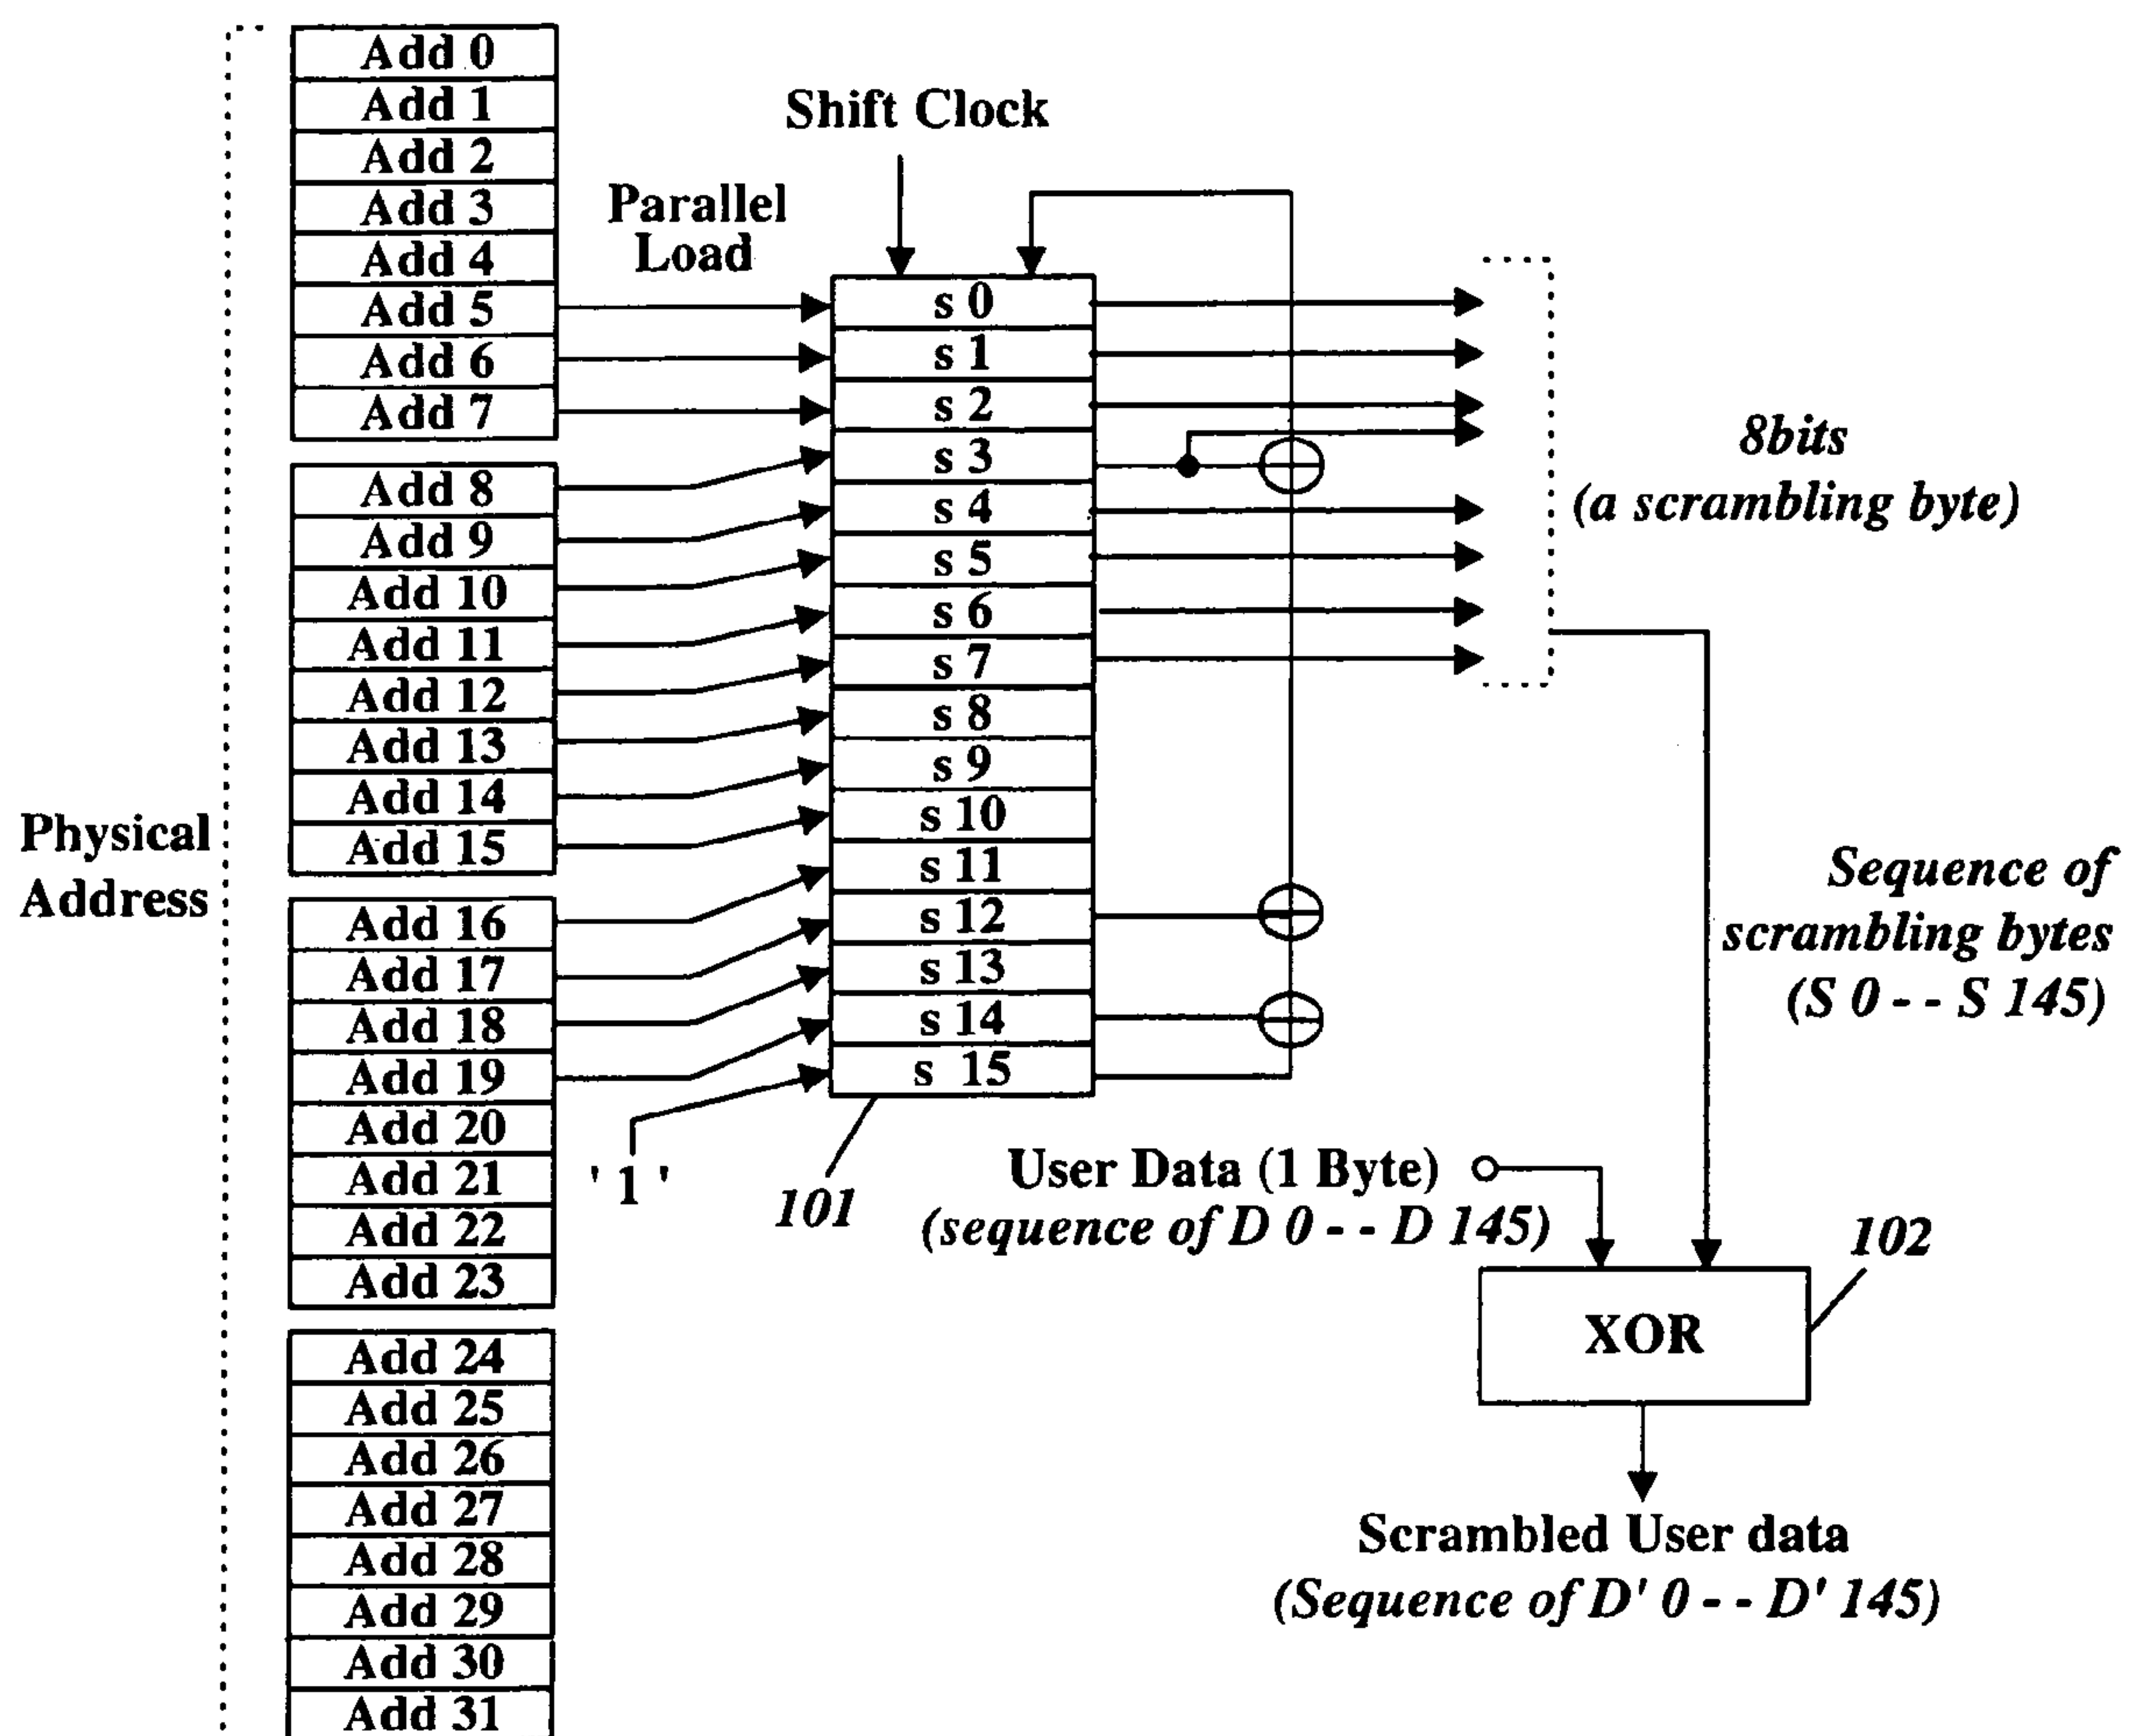 Add 0
Add 1
Add 2
Add 3
Add 4
Add 5
Add 6
Add 7
Add 8
Add 9
Add 10
Add 11
Add 12
Add 13
Add 14
Add 15
Add 16
Add 17
Add 18
Add 19
Add 20
Add 21
Add 22
Add 23
Add 24
Add 25
Add 26
Add 27
Add 28
Add 29
Add 30
Add 31
Physical
Address
Parallel
Load
Shift Clock
s 0
s 1
s 2
s 3
s 4
s 5
s 6
s 7
s 8
s 9
s 10
s 11
s 12
s 13
s 14
s 15
' 1 '
101
8bits
(a scrambling byte)
Sequence of
scrambling bytes
(S 0 - - S 145)
User Data (1 Byte)
(sequence of D 0 - - D 145)
102
XOR
Scrambled User data
(Sequence of D' 0 - - D' 145)